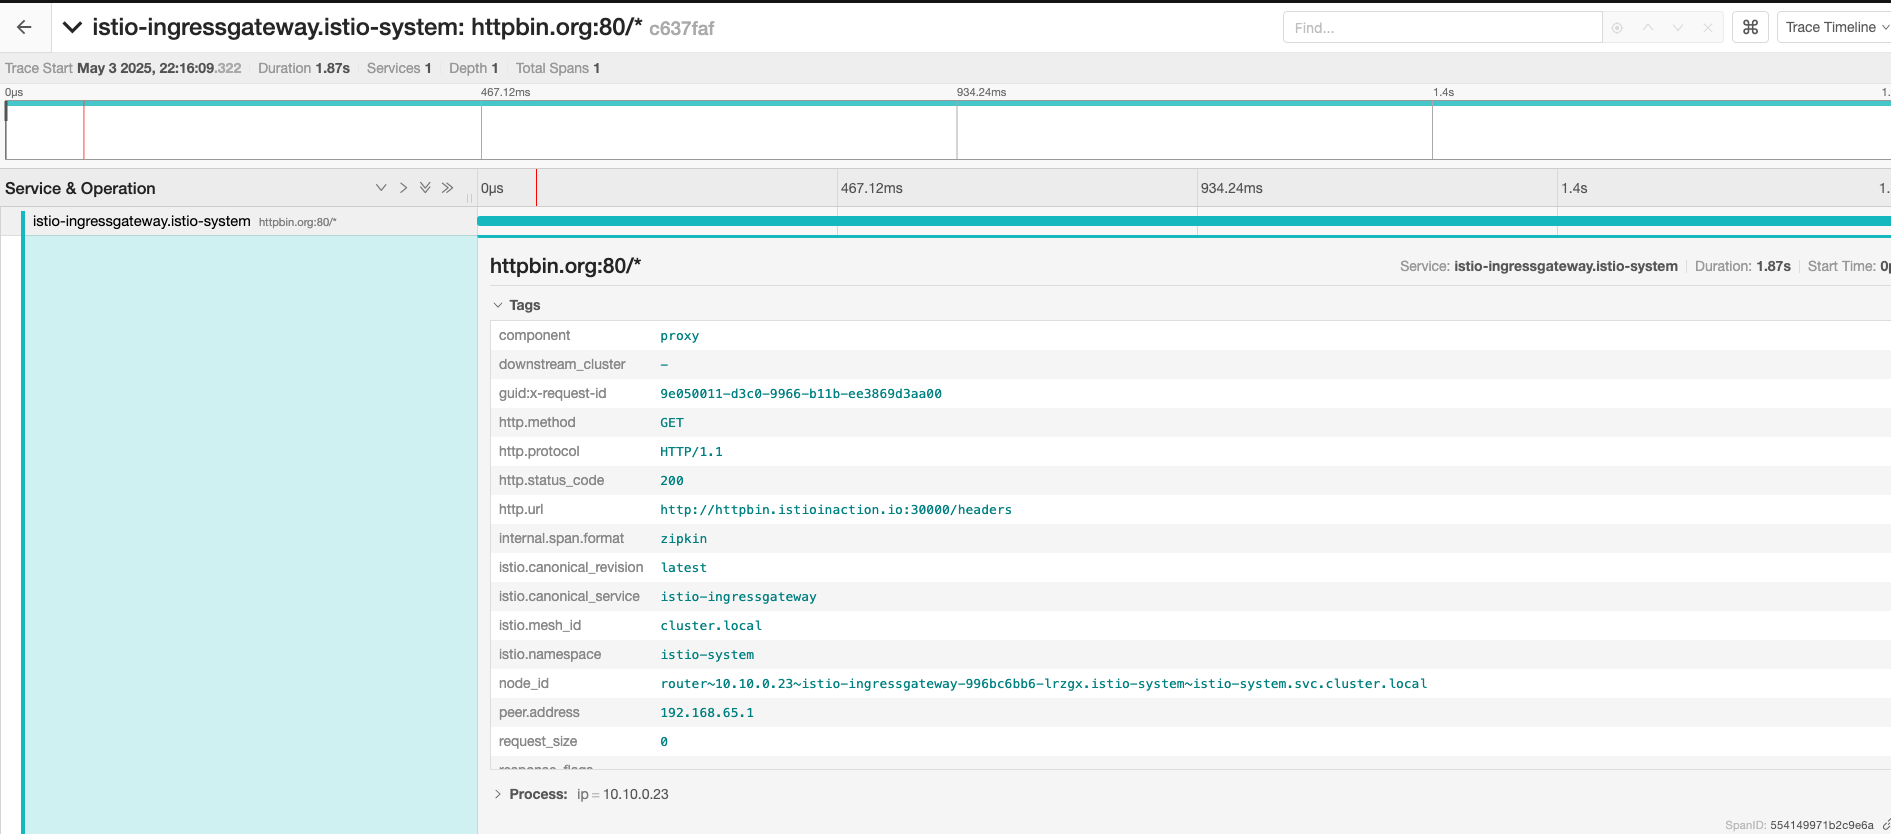 istio-ingressgateway.istio-system: httpbin.org:80/* c637faf
Find...
⌘
Trace Timeline
Trace Start May 3 2025, 22:16:09.322 Duration 1.87s Services 1 Depth 1 Total Spans 1
0μs 467.12ms 934.24ms 1.4s 1.
Service & Operation
0μs 467.12ms 934.24ms 1.4s 1.
istio-ingressgateway.istio-system httpbin.org:80/*
httpbin.org:80/*
Service: istio-ingressgateway.istio-system Duration: 1.87s Start Time: 0μ
Tags
component proxy
downstream_cluster -
guid:x-request-id 9e050011-d3c0-9966-b11b-ee3869d3aa00
http.method GET
http.protocol HTTP/1.1
http.status_code 200
http.url http://httpbin.istioinaction.io:30000/headers
internal.span.format zipkin
istio.canonical_revision latest
istio.canonical_service istio-ingressgateway
istio.mesh_id cluster.local
istio.namespace istio-system
node_id router~10.10.0.23~istio-ingressgateway-996bc6bb6-lrzgx.istio-system~istio-system.svc.cluster.local
peer.address 192.168.65.1
request_size 0
response_flags
Process: ip = 10.10.0.23
SpanID: 554149971b2c9e6a